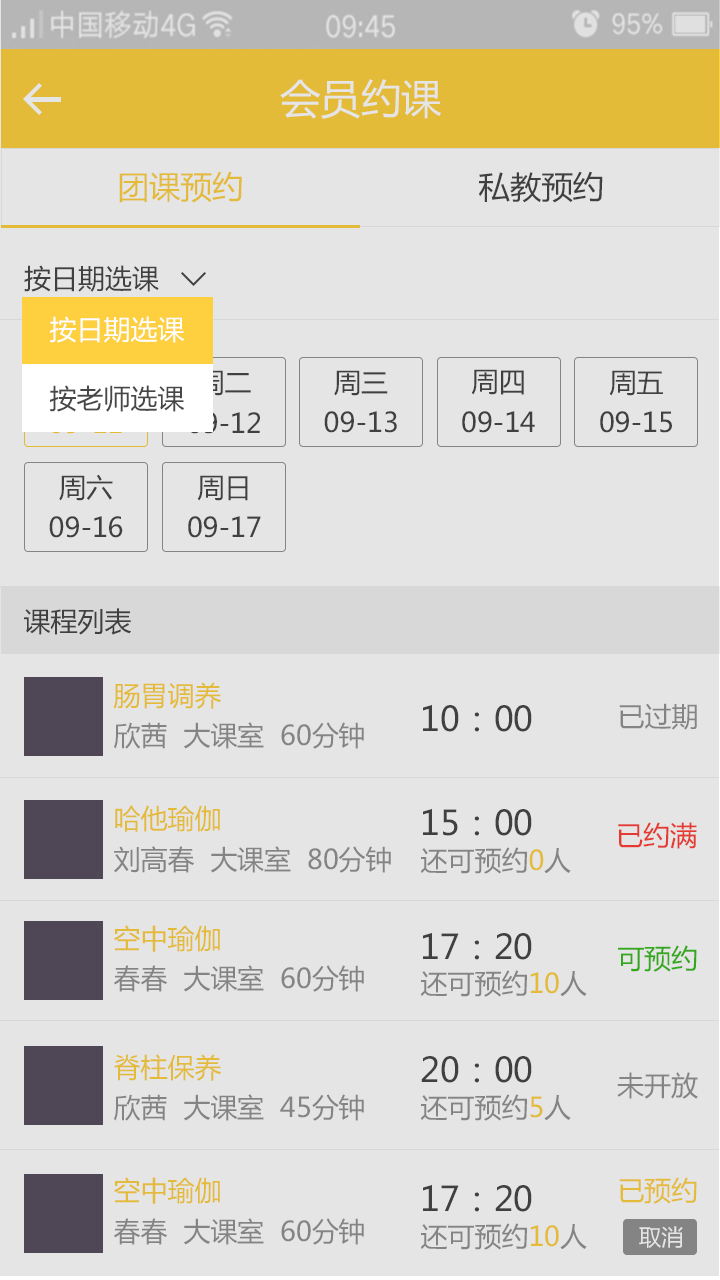 中国移动4G 09:45 95%
会员约课
团课预约 私教预约
按日期选课
按日期选课
按老师选课
周二 周三 周四 周五
09-12 09-13 09-14 09-15
周六 周日
09-16 09-17
课程列表
肠胃调养
欣茜 大课室 60分钟
10：00
已过期
哈他瑜伽
刘高春 大课室 80分钟
15：00
还可预约0人
已约满
空中瑜伽
春春 大课室 60分钟
17：20
还可预约10人
可预约
脊柱保养
欣茜 大课室 45分钟
20：00
还可预约5人
未开放
空中瑜伽
春春 大课室 60分钟
17：20
还可预约10人
已预约
取消